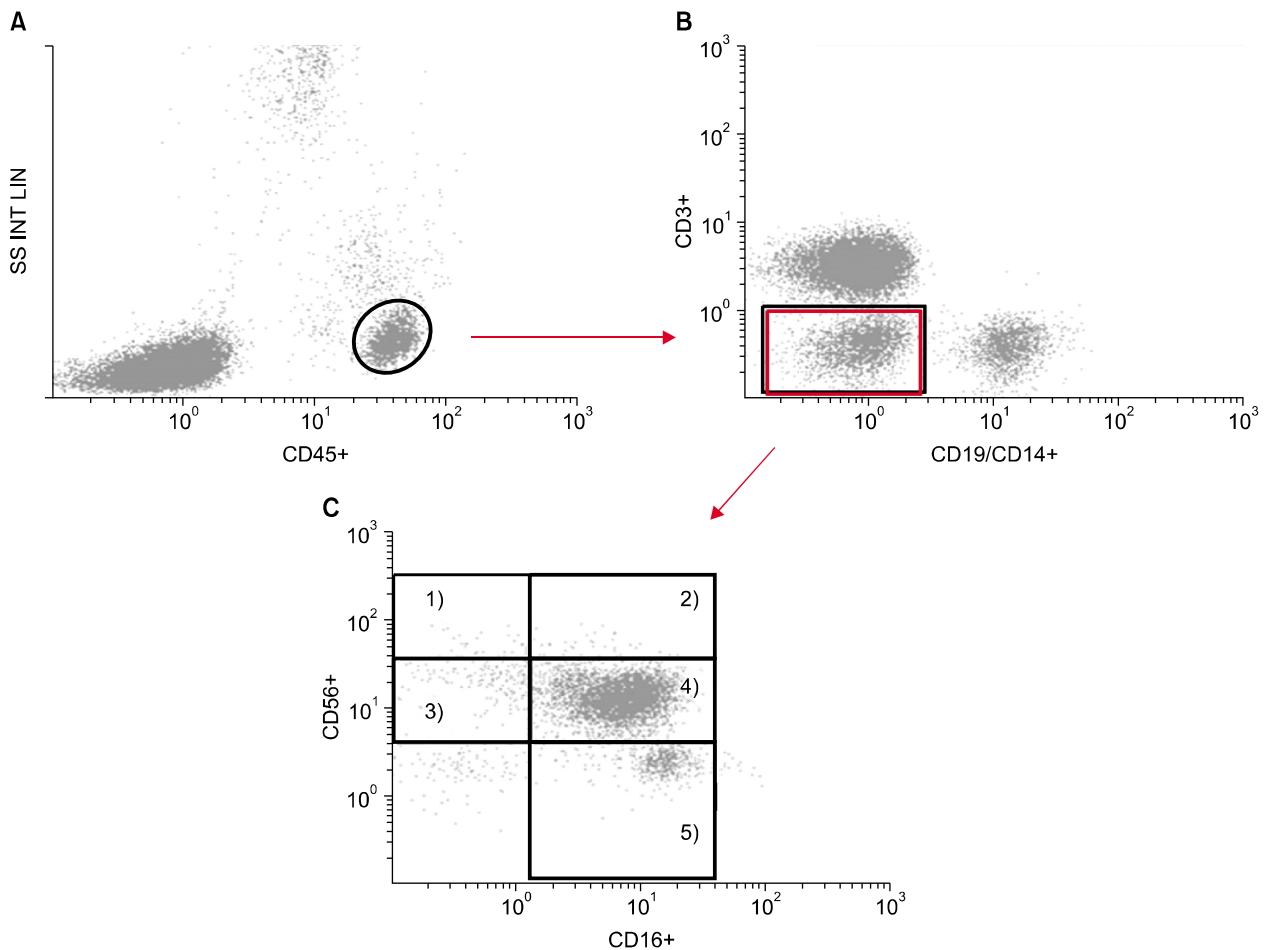 A
SS INT LIN
10⁰ 10¹ 10² 10³
CD45+
B
10³
10²
10¹
10⁰
CD3+
10⁰ 10¹ 10² 10³
CD19/CD14+
C
10³
10²
10¹
10⁰
CD56+
1) 2)
3) 4)
5)
10⁰ 10¹ 10² 10³
CD16+